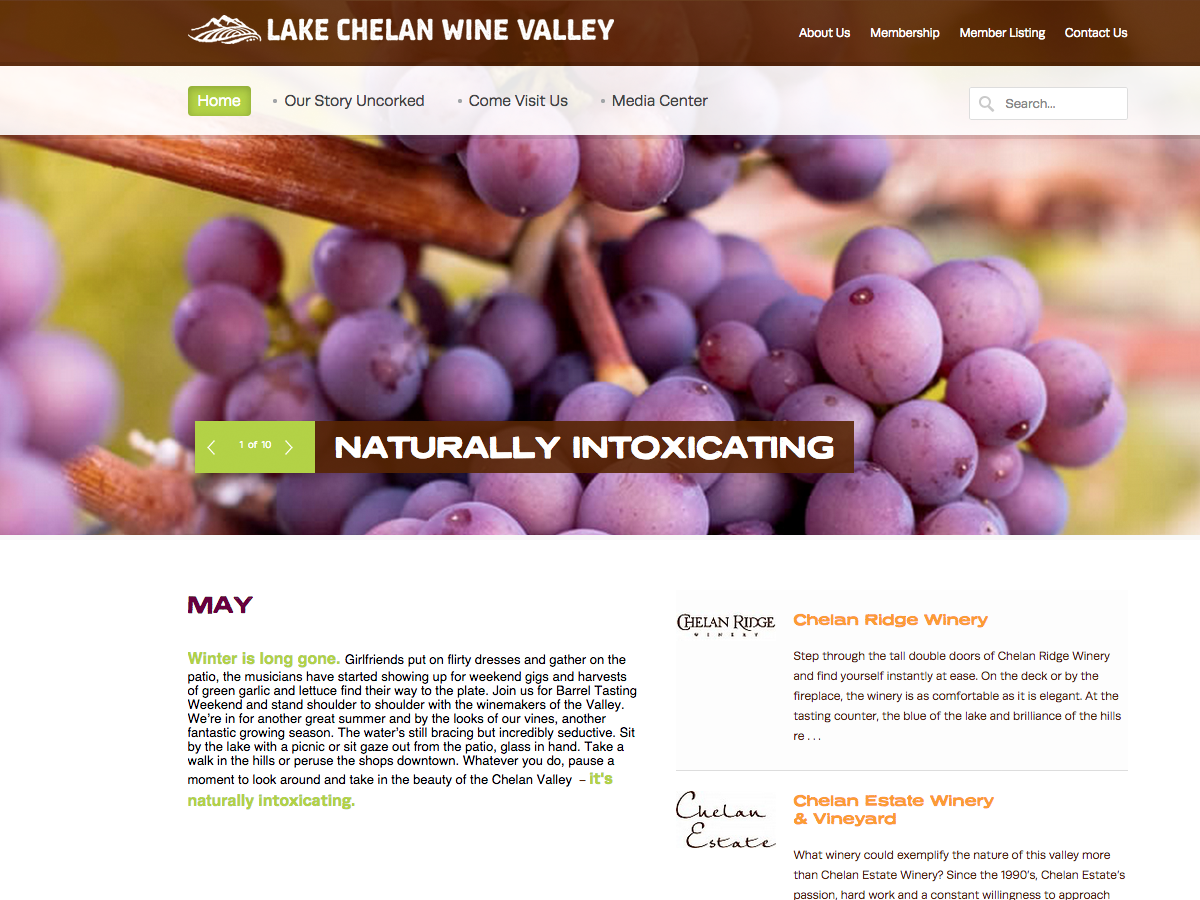 LAKE CHELAN WINE VALLEY
About Us Membership Member Listing Contact Us
Home • Our Story Uncorked • Come Visit Us • Media Center Search...
1 of 10 NATURALLY INTOXICATING
MAY
Winter is long gone. Girlfriends put on flirty dresses and gather on the
patio, the musicians have started showing up for weekend gigs and harvests
of green garlic and lettuce find their way to the plate. Join us for Barrel Tasting
Weekend and stand shoulder to shoulder with the winemakers of the Valley.
We’re in for another great summer and by the looks of our vines, another
fantastic growing season. The water’s still bracing but incredibly seductive. Sit
by the lake with a picnic or sit gaze out from the patio, glass in hand. Take a
walk in the hills or peruse the shops downtown. Whatever you do, pause a
moment to look around and take in the beauty of the Chelan Valley – it's
naturally intoxicating.
CHELAN RIDGE
WINERY
Chelan Ridge Winery
Step through the tall double doors of Chelan Ridge Winery
and find yourself instantly at ease. On the deck or by the
fireplace, the winery is as comfortable as it is elegant. At the
tasting counter, the blue of the lake and brilliance of the hills
re . . .
Chelan
Estate
Chelan Estate Winery
& Vineyard
What winery could exemplify the nature of this valley more
than Chelan Estate Winery? Since the 1990’s, Chelan Estate’s
passion, hard work and a constant willingness to approach